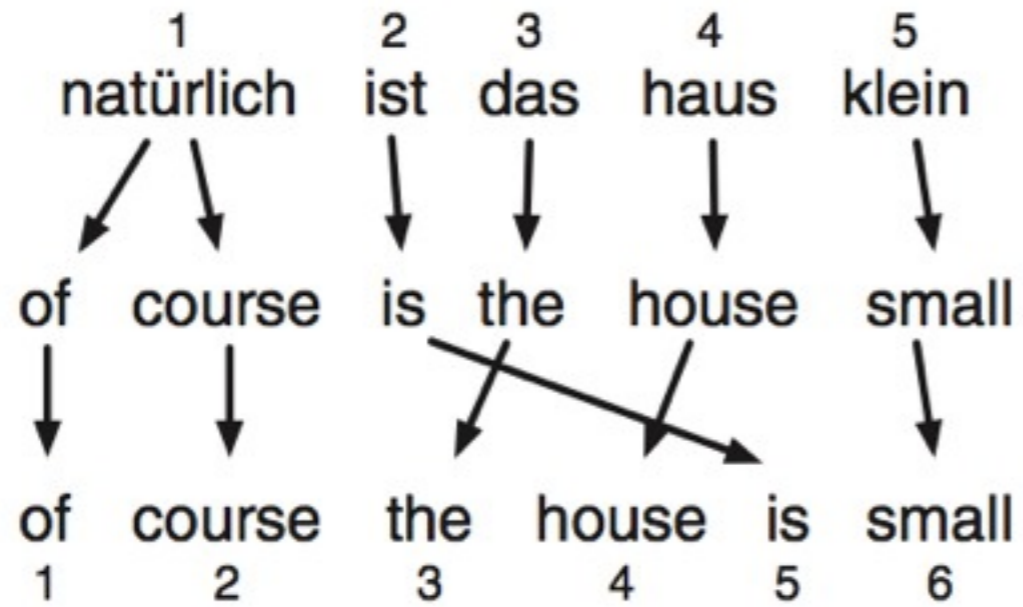 1 2 3 4 5
natürlich ist das haus klein
of course is the house small
of course the house is small
1 2 3 4 5 6